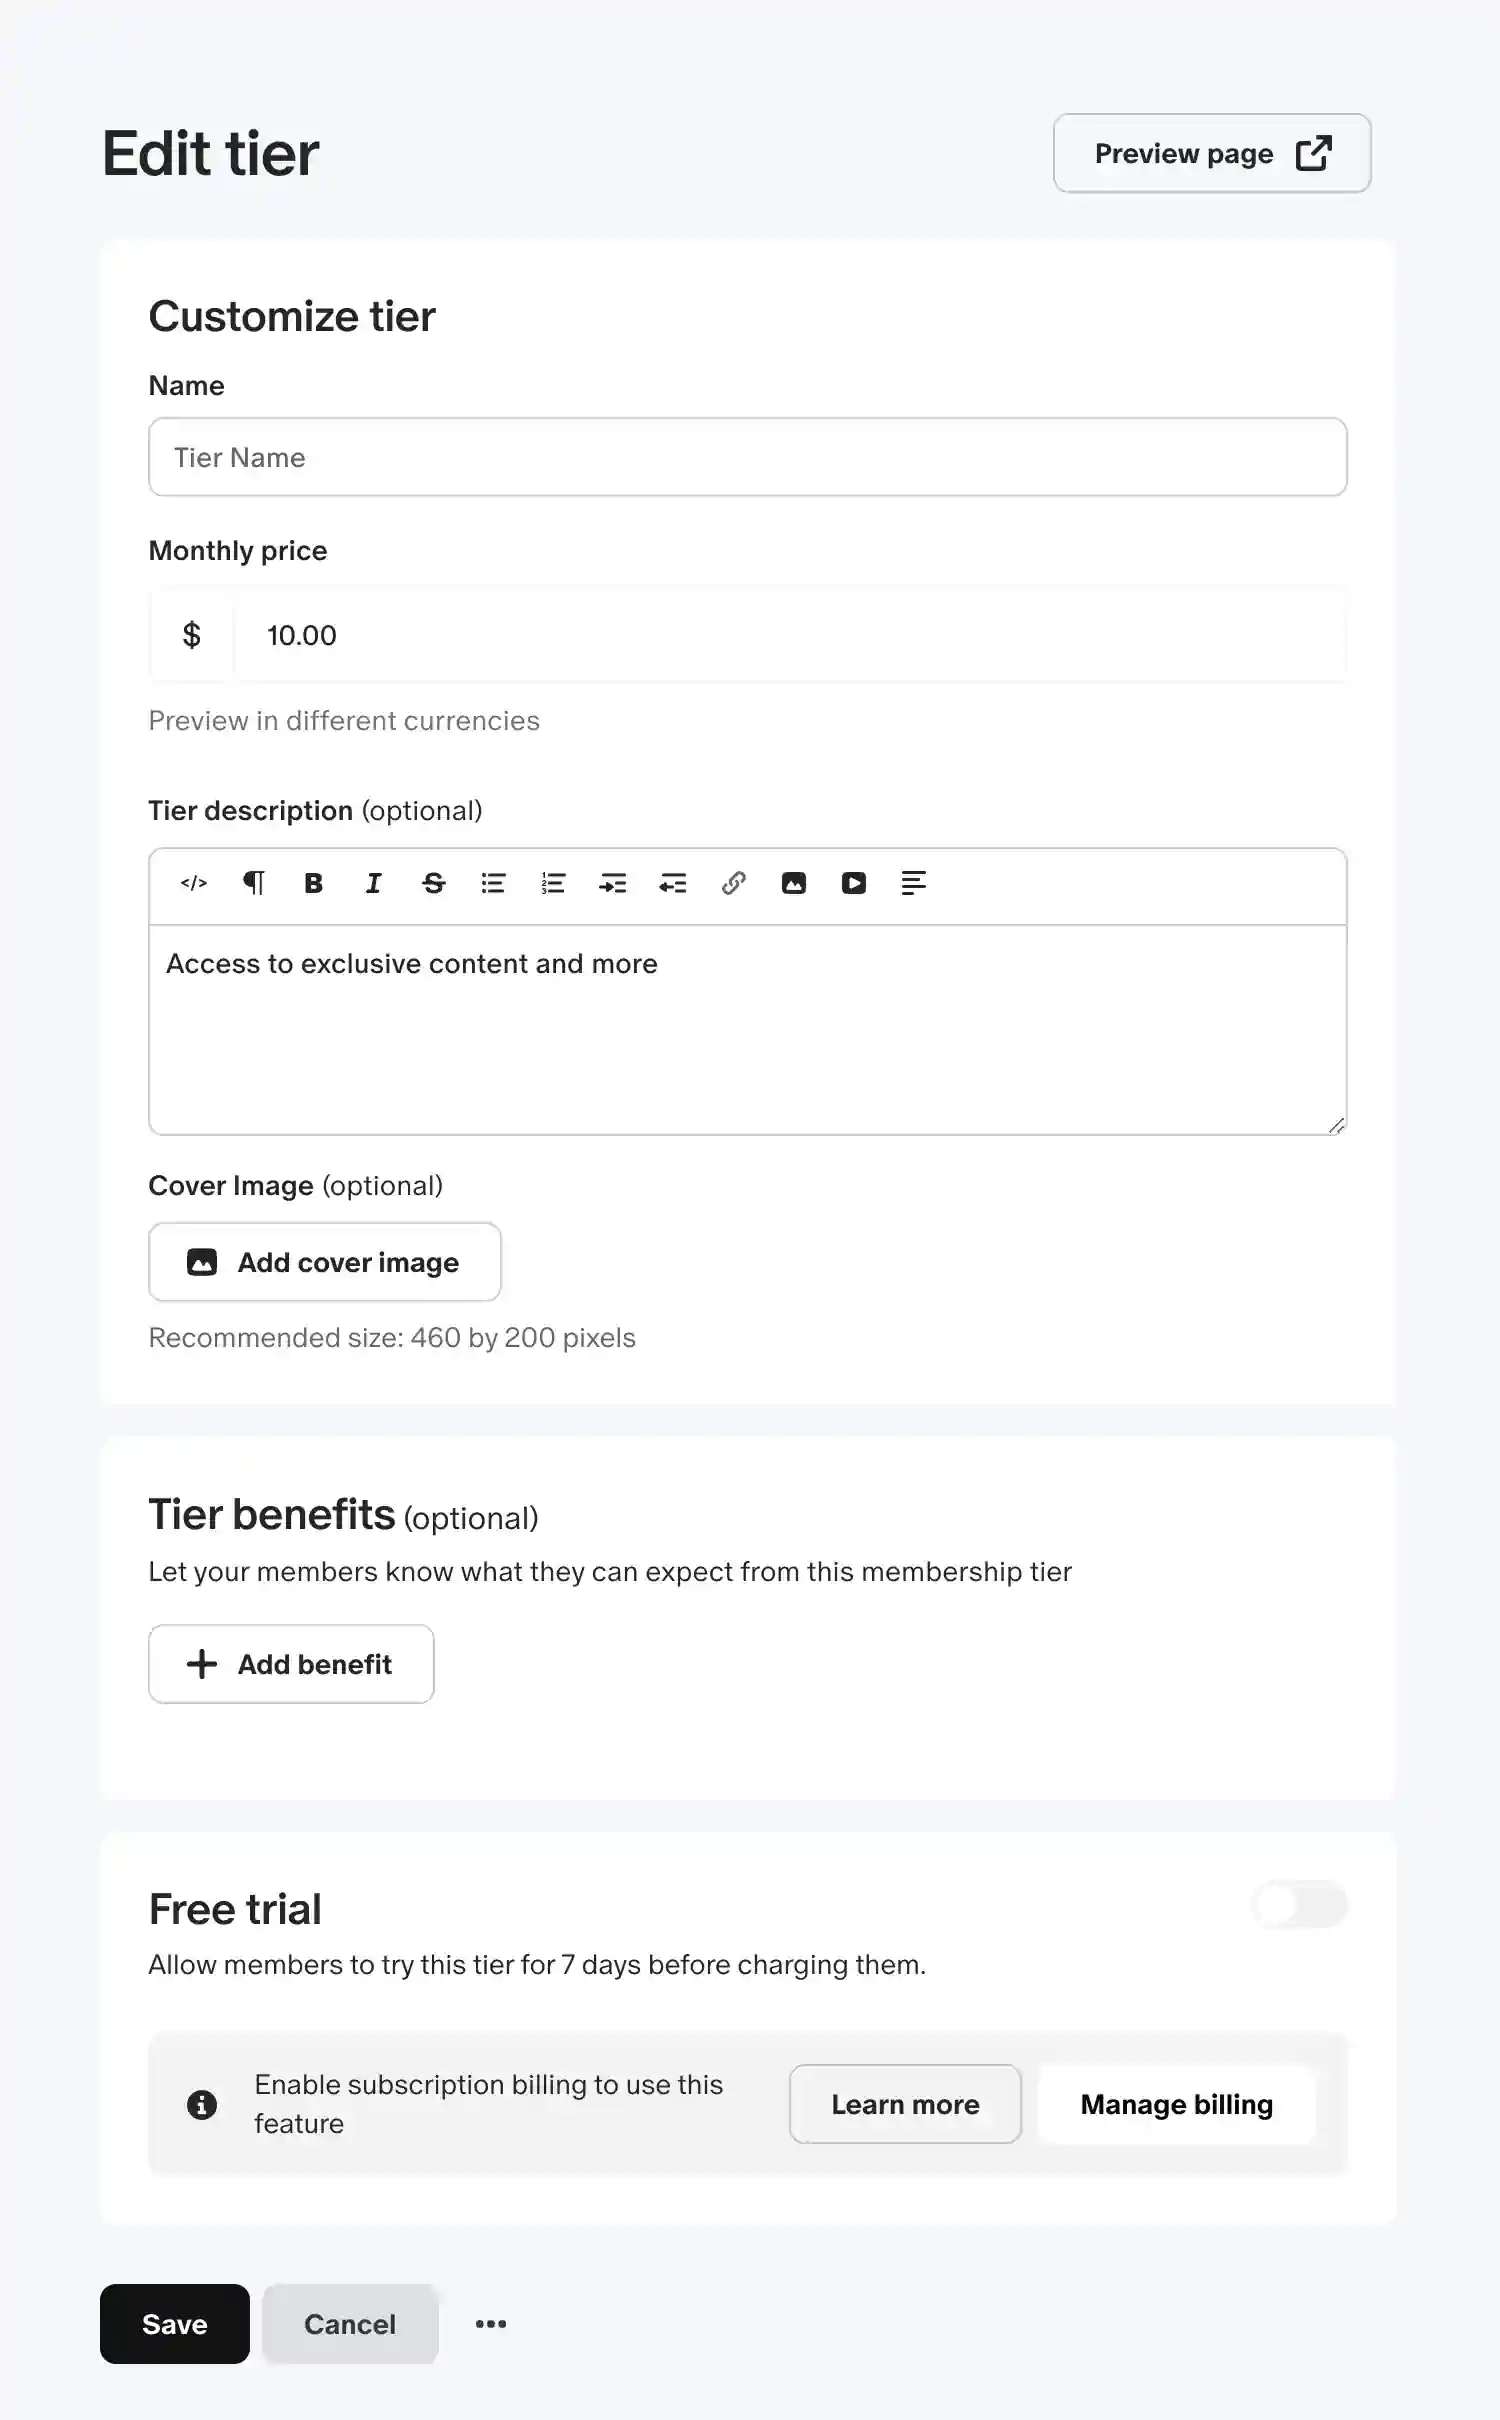 Edit tier
Preview page
Customize tier
Name
Tier Name
Monthly price
$ 10.00
Preview in different currencies
Tier description (optional)
Access to exclusive content and more
Cover Image (optional)
Add cover image
Recommended size: 460 by 200 pixels
Tier benefits (optional)
Let your members know what they can expect from this membership tier
Add benefit
Free trial
Allow members to try this tier for 7 days before charging them.
Enable subscription billing to use this
feature
Learn more
Manage billing
Save
Cancel